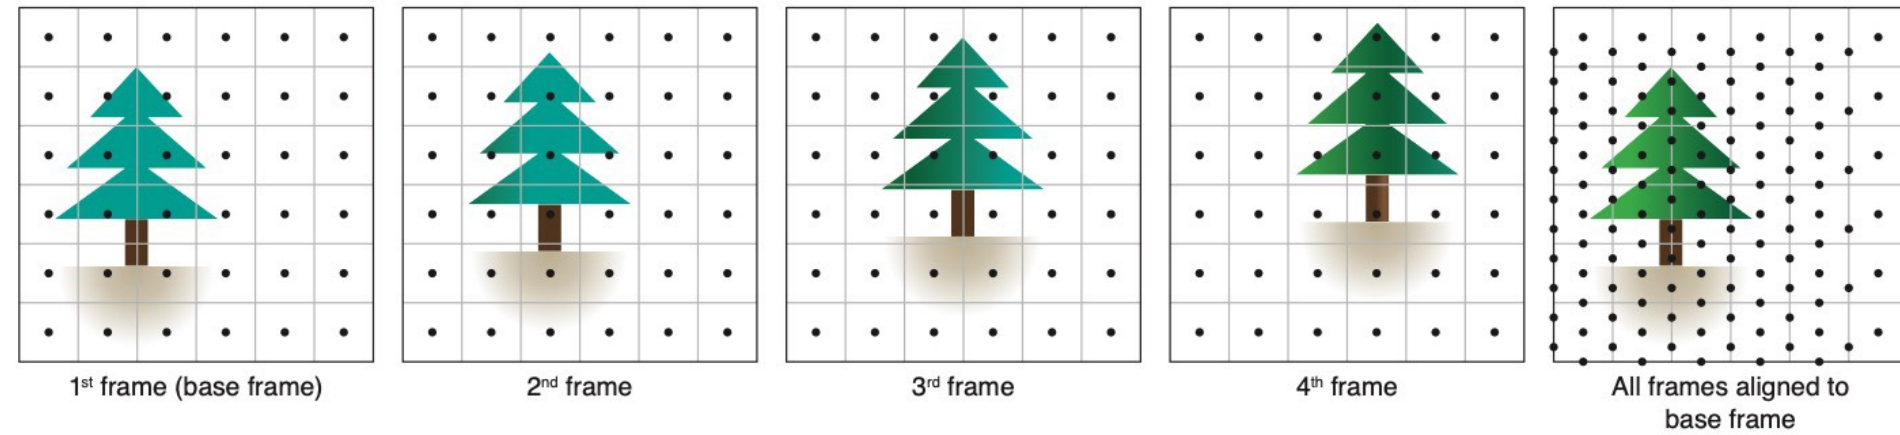 1st frame (base frame)
2nd frame
3rd frame
4th frame
All frames aligned to
base frame